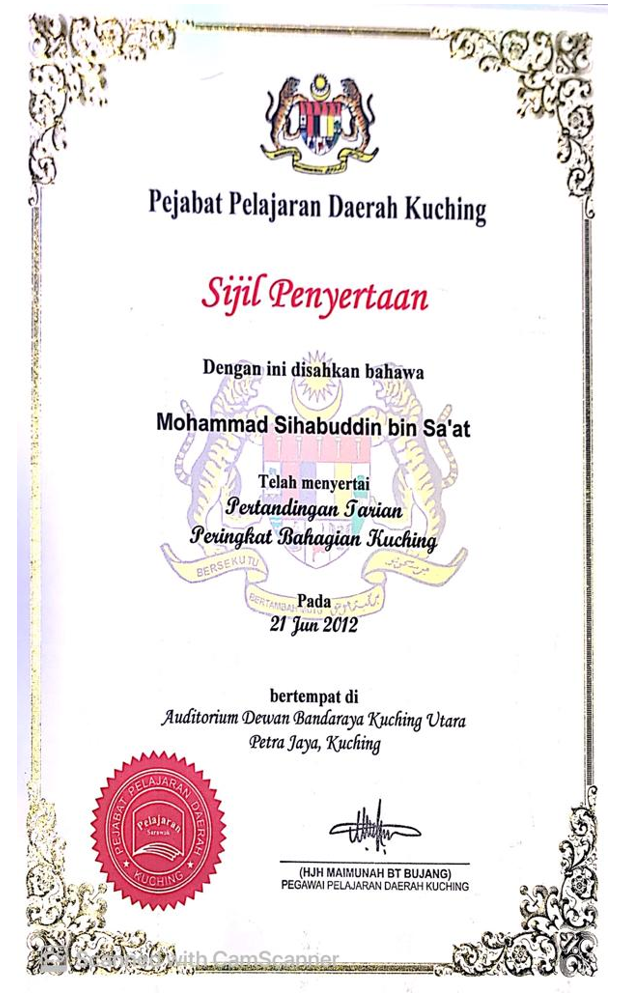 Pejabat Pelajaran Daerah Kuching
Sijil Penyertaan
Dengan ini disahkan bahawa
Mohammad Sihabuddin bin Sa'at
Telah menyertai
Pertandingan Tarian
Peringkat Bahagian Kuching
BERSEKUTU
BERTAMBAH MUTU
Pada
21 Jun 2012
bertempat di
Auditorium Dewan Bandaraya Kuching Utara
Petra Jaya, Kuching
PEJABAT PELAJARAN DAERAH
Pelajaran
Sarawak
KUCHING
(HJH MAIMUNAH BT BUJANG)
PEGAWAI PELAJARAN DAERAH KUCHING
Scanned with CamScanner